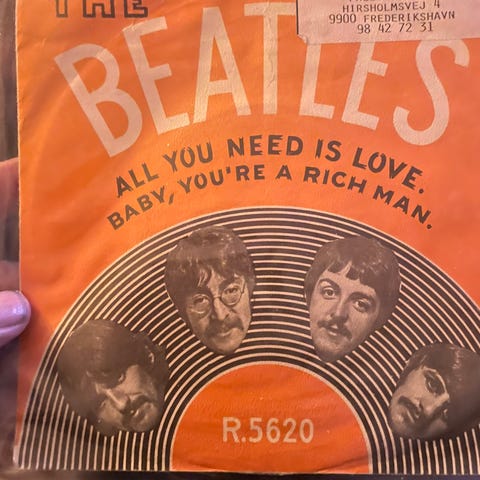 THE
HIRSHOLMSVEJ 4
9900 FREDERIKSHAVN
98 42 72 31
BEATLES
ALL YOU NEED IS LOVE.
BABY, YOU'RE A RICH MAN.
R.5620